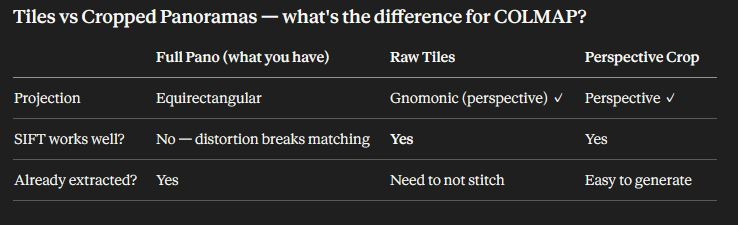 Tiles vs Cropped Panoramas — what's the difference for COLMAP?
Full Pano (what you have) Raw Tiles Perspective Crop
Projection Equirectangular Gnomonic (perspective) ✓ Perspective ✓
SIFT works well? No — distortion breaks matching Yes Yes
Already extracted? Yes Need to not stitch Easy to generate